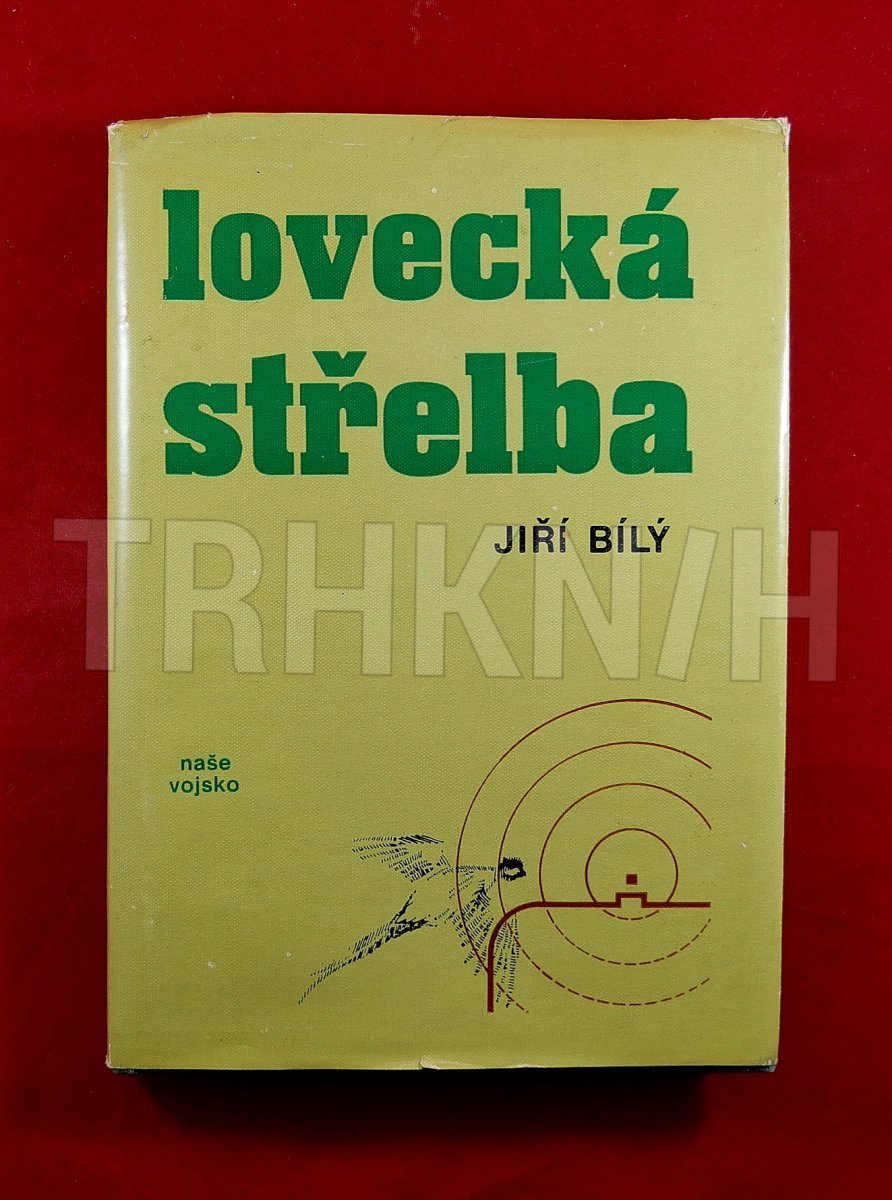 lovecká
střelba
JIŘÍ BÍLÝ
TRHKNIH
naše
vojsko